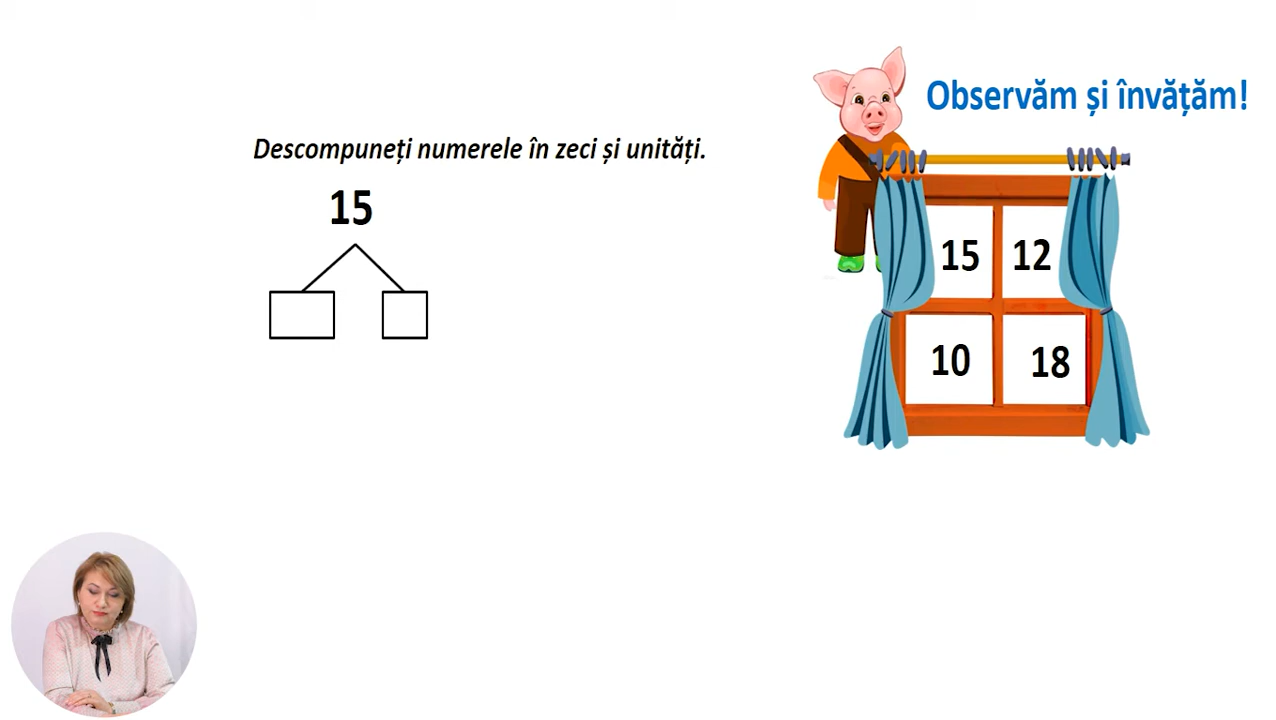 Observăm și învățăm!
Descompuneți numerele în zeci și unități.
15
15 12
10 18